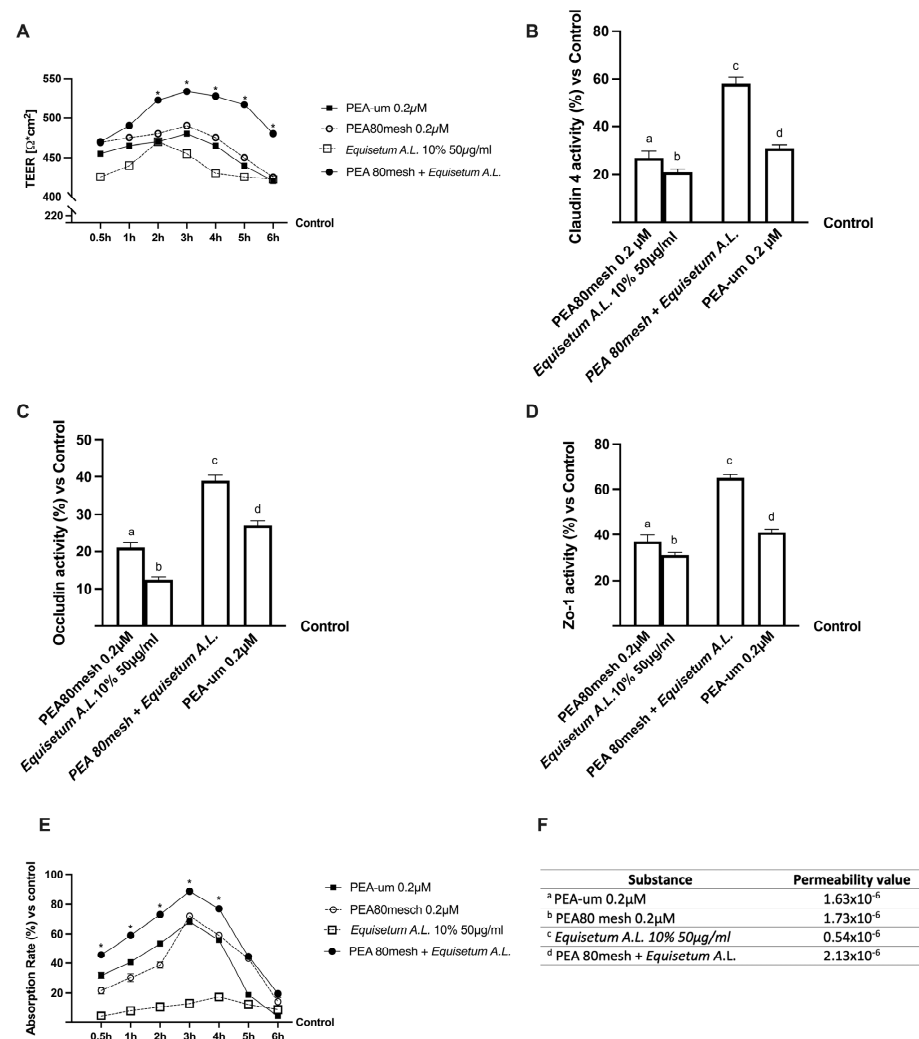 A
TEER [Ω*cm²]
550
500
450
400
220
* * * * *
0.5h 1h 2h 3h 4h 5h 6h
Control
PEA-um 0.2µM
PEA80mesh 0.2µM
Equisetum A.L. 10% 50µg/ml
PEA 80mesh + Equisetum A.L.
B
Claudin 4 activity (%) vs Control
80
60
40
20
a b c d
Control
PEA80mesh 0.2 µM
Equisetum A.L. 10% 50µg/ml
PEA 80mesh + Equisetum A.L.
PEA-um 0.2 µM
C
Occludin activity (%) vs Control
50
40
30
20
10
a b c d
Control
PEA80mesh 0.2µM
Equisetum A.L.10% 50µg/ml
PEA 80mesh + Equisetum A.L.
PEA-um 0.2µM
D
Zo-1 activity (%) vs Control
80
60
40
20
a b c d
Control
PEA80mesh 0.2µM
Equisetum A.L.10% 50µg/ml
PEA 80mesh + Equisetum A.L.
PEA-um 0.2µM
E
Absorption Rate (%) vs control
100
80
60
40
20
* * * * *
0.5h 1h 2h 3h 4h 5h 6h
Control
PEA-um 0.2µM
PEA80mesch 0.2µM
Equisetum A.L. 10% 50µg/ml
PEA 80mesh + Equisetum A.L.
F
Substance Permeability value
a PEA-um 0.2µM 1.63x10-6
b PEA80 mesh 0.2µM 1.73x10-6
c Equisetum A.L. 10% 50µg/ml 0.54x10-6
d PEA 80mesh + Equisetum A.L. 2.13x10-6